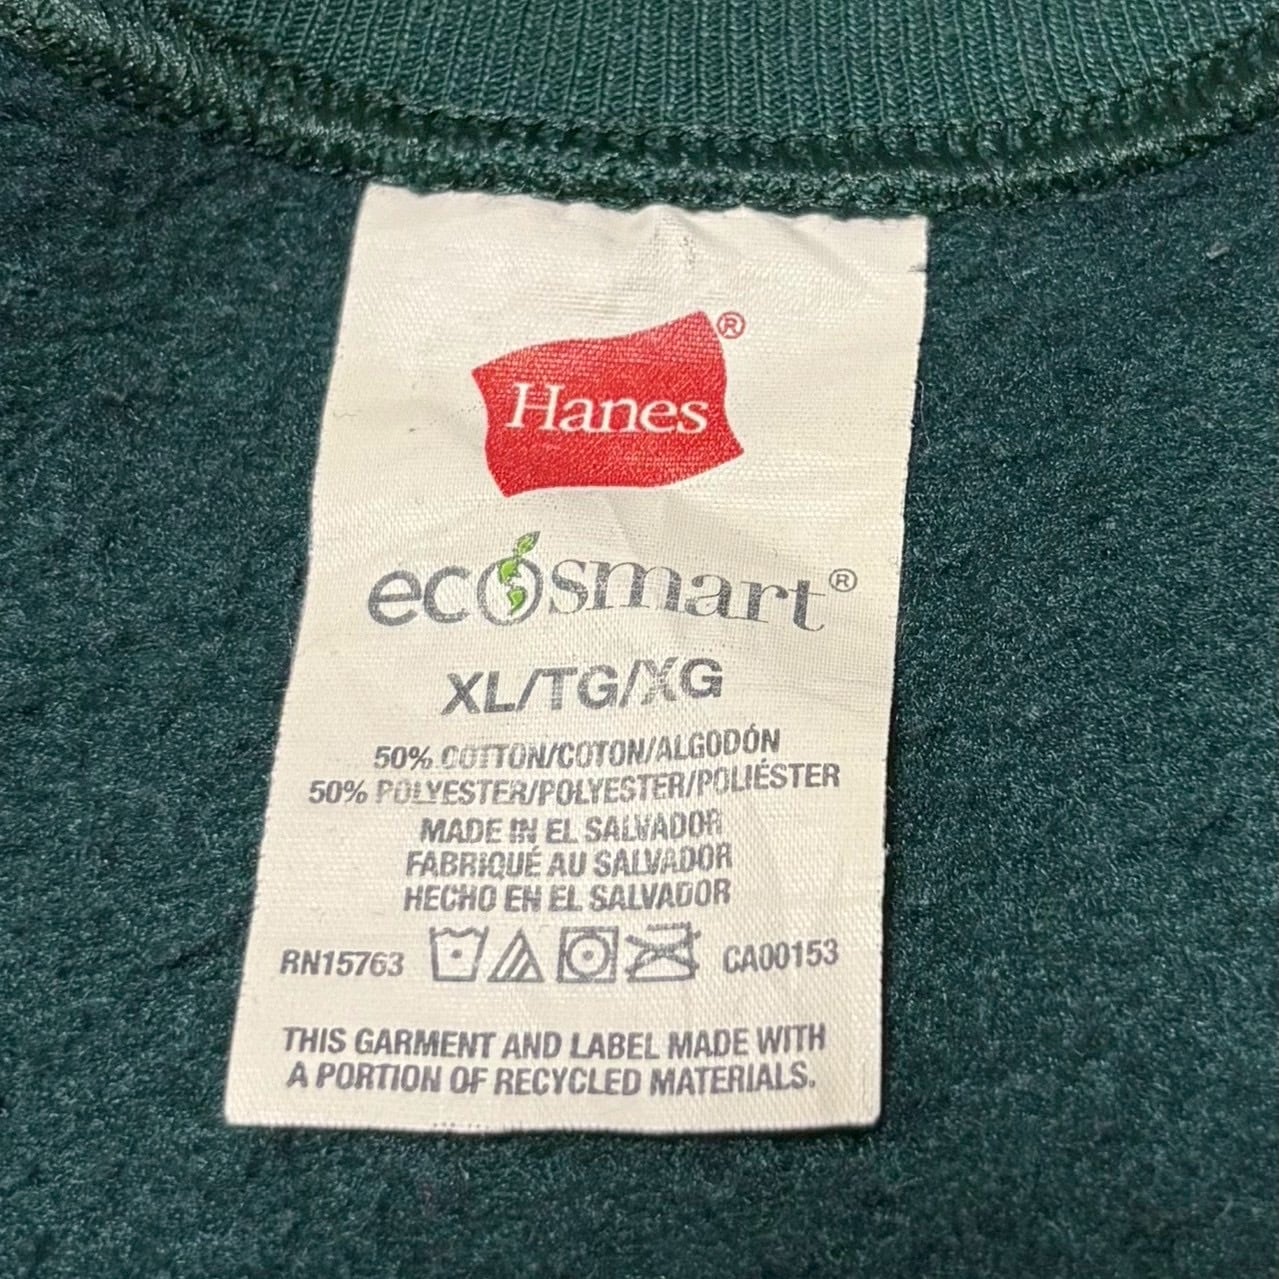 Hanes®
ecosmart®
XL/TG/XG
50% COTTON/COTON/ALGODÓN
50% POLYESTER/POLYESTER/POLIÉSTER
MADE IN EL SALVADOR
FABRIQUÉ AU SALVADOR
HECHO EN EL SALVADOR
RN15763 CA00153
THIS GARMENT AND LABEL MADE WITH
A PORTION OF RECYCLED MATERIALS.